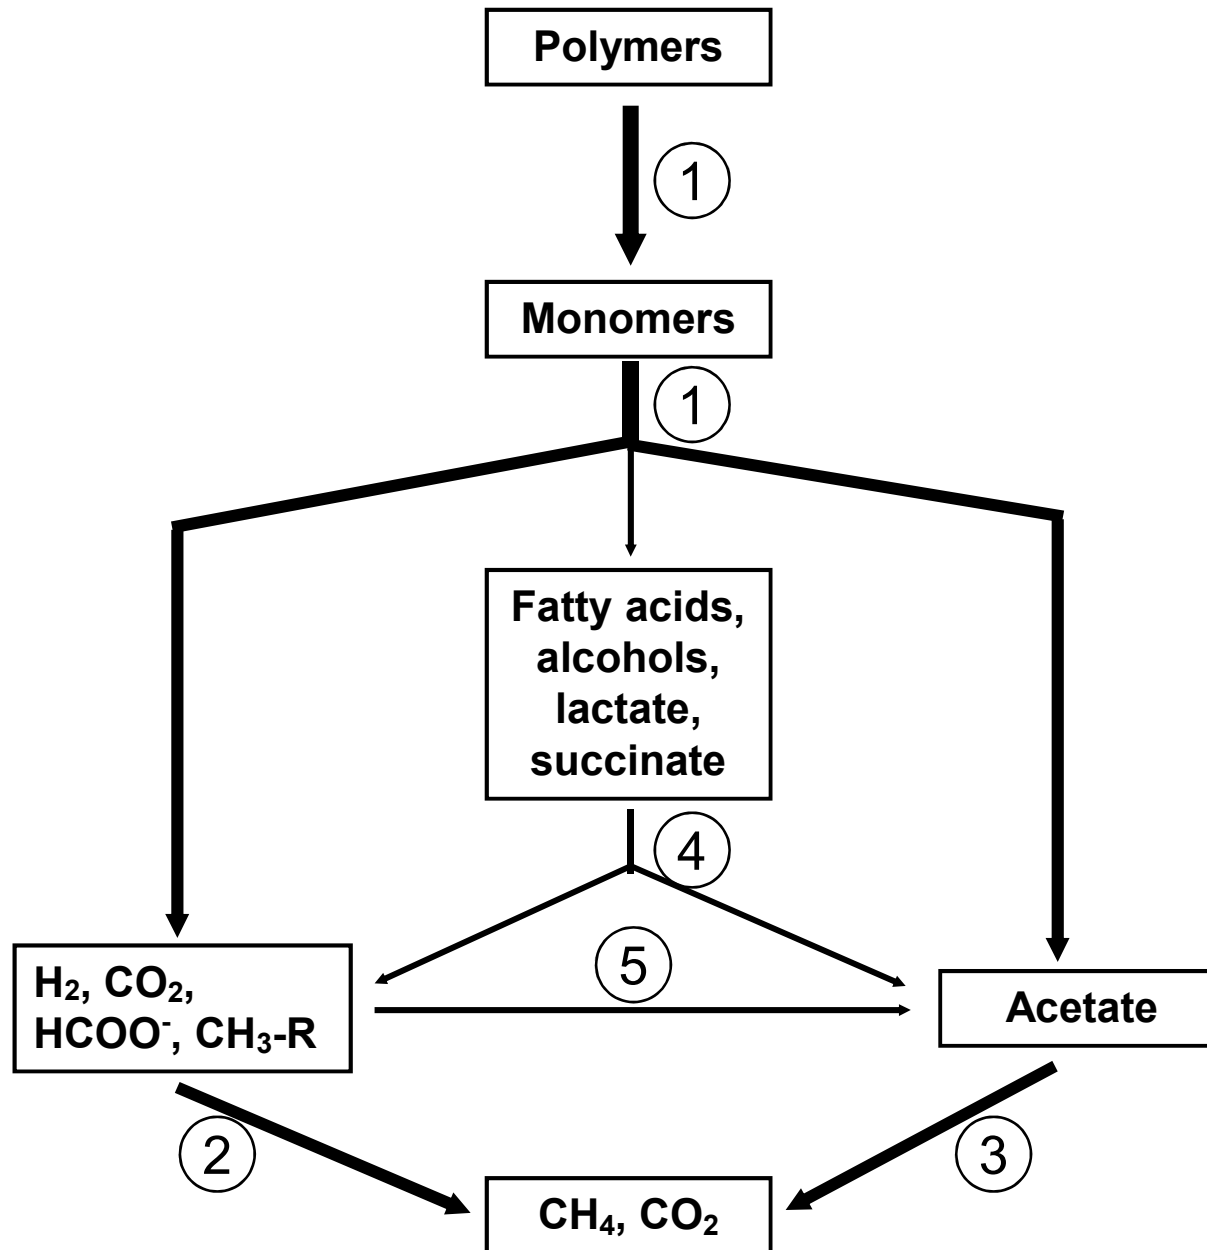 Polymers
1
Monomers
1
Fatty acids,
alcohols,
lactate,
succinate
4
5
H₂, CO₂,
HCOO⁻, CH₃-R
Acetate
2
3
CH₄, CO₂